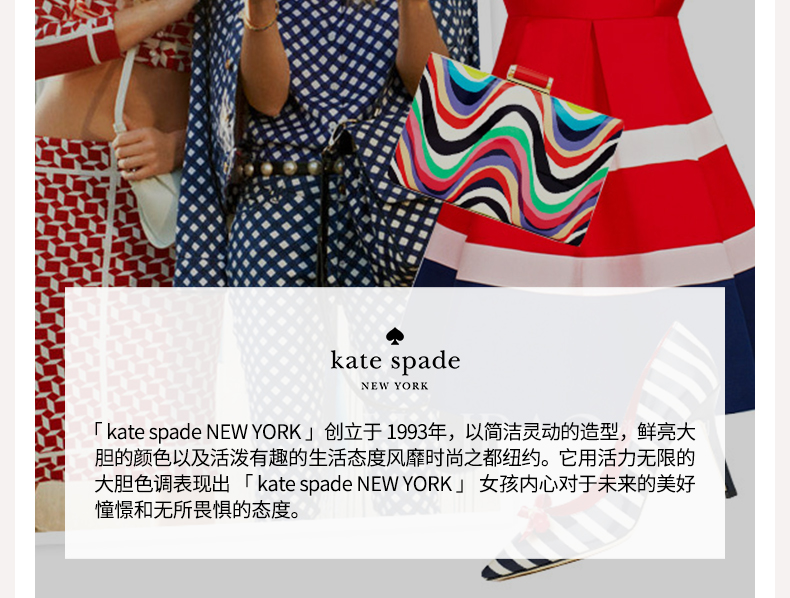 kate spade
NEW YORK
「 kate spade NEW YORK 」创立于 1993年，以简洁灵动的造型，鲜亮大
胆的颜色以及活泼有趣的生活态度风靡时尚之都纽约。它用活力无限的
大胆色调表现出 「 kate spade NEW YORK 」 女孩内心对于未来的美好
憧憬和无所畏惧的态度。